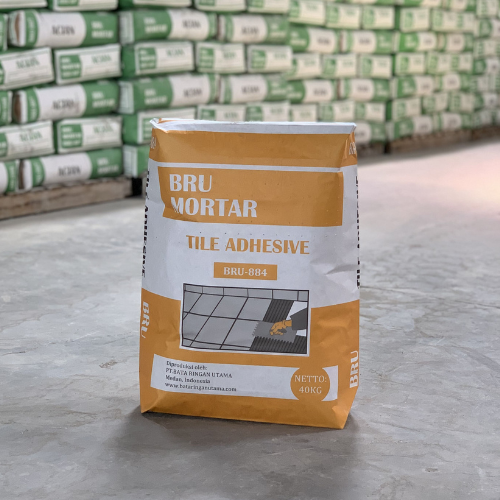 BRU
MORTAR
TILE ADHESIVE
BRU-884
Diproduksi oleh:
PT.BATA RINGAN UTAMA
Medan, Indonesia
www.bataringanutama.com
NETTO:
40KG
BRU
BRU